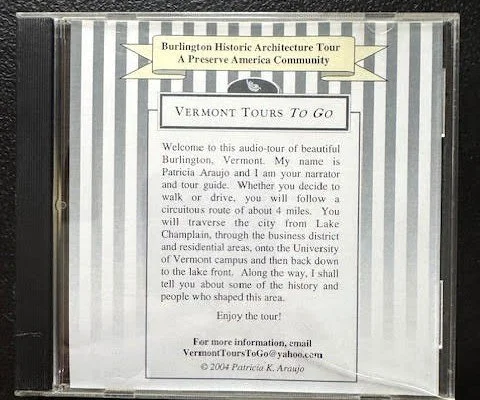 Burlington Historic Architecture Tour
A Preserve America Community
VERMONT TOURS TO GO
Welcome to this audio-tour of beautiful
Burlington, Vermont. My name is
Patricia Araujo and I am your narrator
and tour guide. Whether you decide to
walk or drive, you will follow a
circuitous route of about 4 miles. You
will traverse the city from Lake
Champlain, through the business district
and residential areas, onto the University
of Vermont campus and then back down
to the lake front. Along the way, I shall
tell you about some of the history and
people who shaped this area.
Enjoy the tour!
For more information, email
VermontToursToGo@yahoo.com
© 2004 Patricia K. Araujo